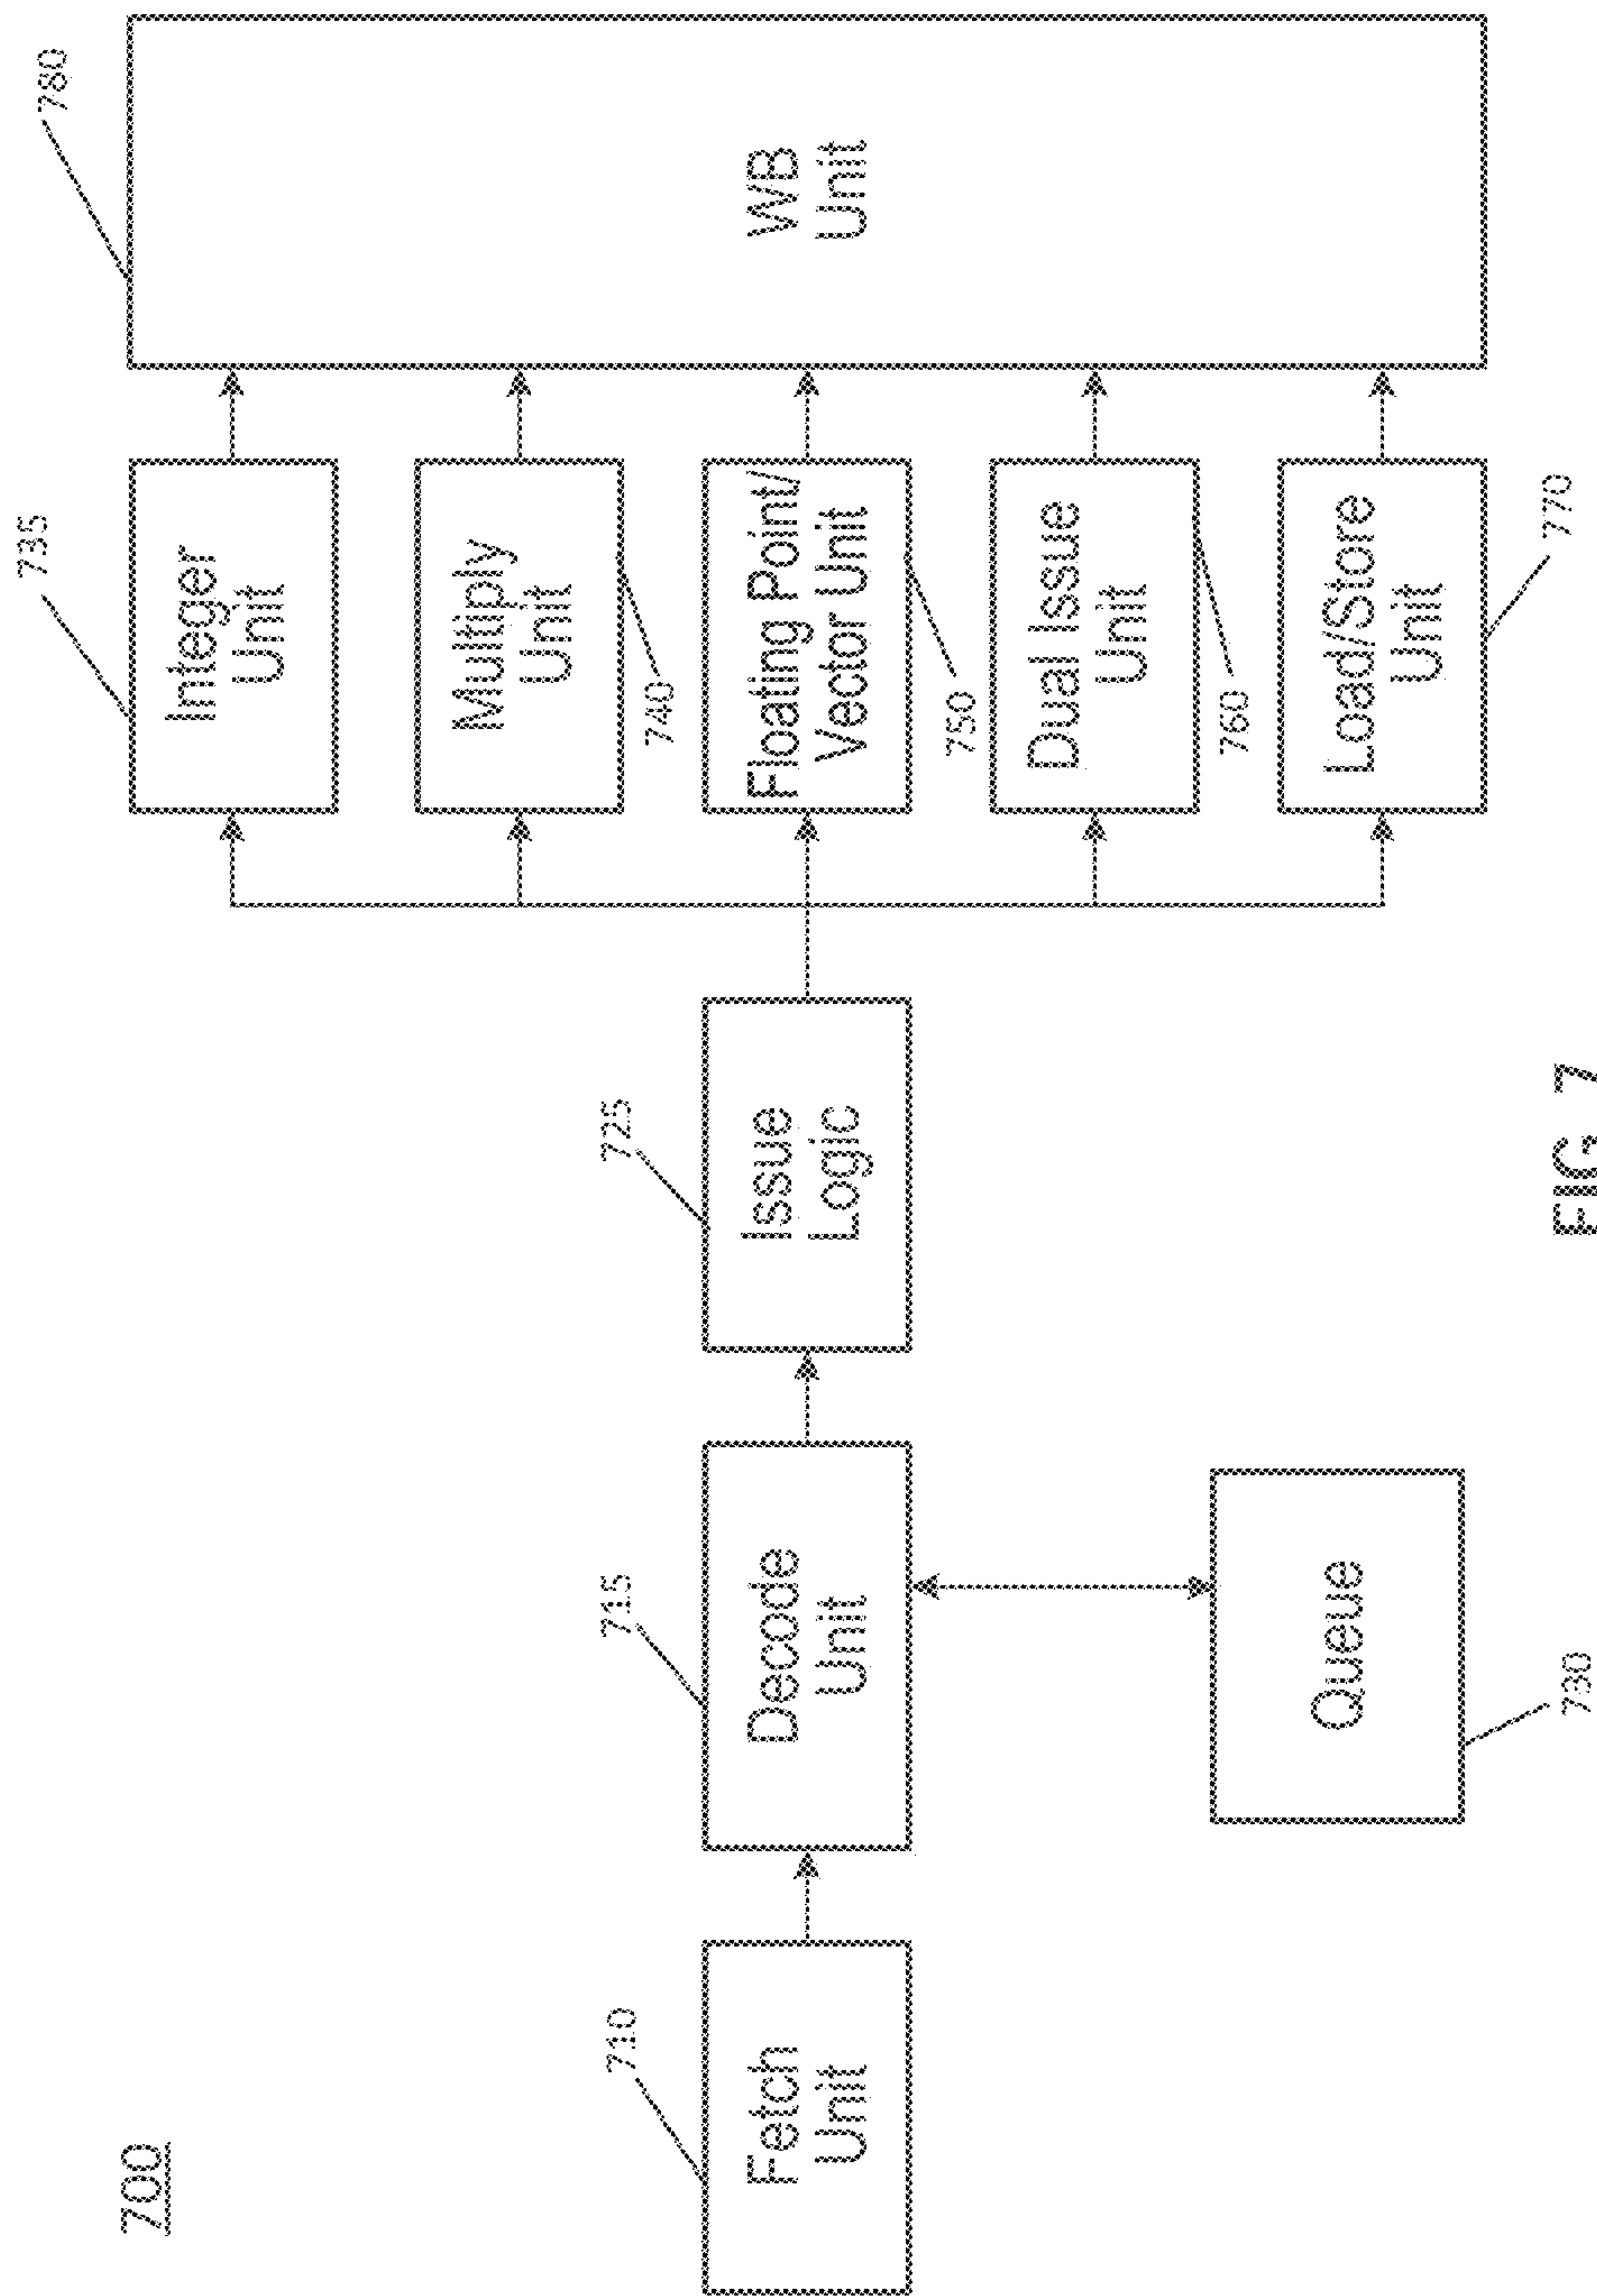 700
710
Fetch
Unit
715
Decode
Unit
Queue
730
725
Issue
Logic
735
Integer
Unit
Multiply
Unit
740
Floating Point/
Vector Unit
750
Dual Issue
Unit
760
Load/Store
Unit
770
780
WB
Unit
FIG. 7